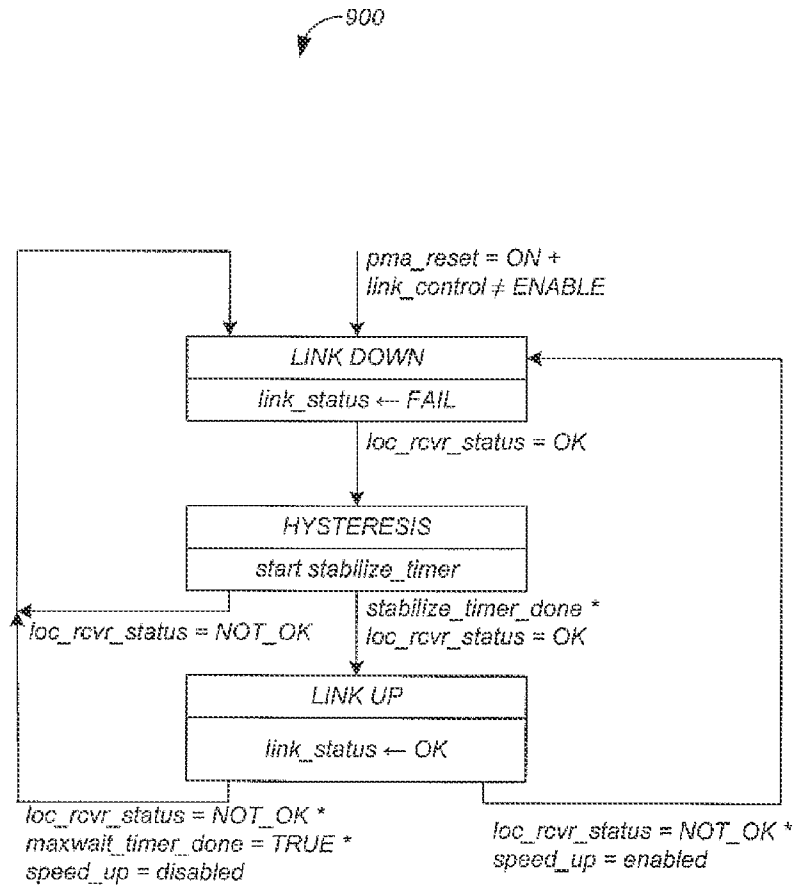 900
pma_reset = ON +
link_control ≠ ENABLE
LINK DOWN
link_status ← FAIL
loc_rcvr_status = OK
HYSTERESIS
start stabilize_timer
loc_rcvr_status = NOT_OK
stabilize_timer_done *
loc_rcvr_status = OK
LINK UP
link_status ← OK
loc_rcvr_status = NOT_OK *
maxwait_timer_done = TRUE *
speed_up = disabled
loc_rcvr_status = NOT_OK *
speed_up = enabled